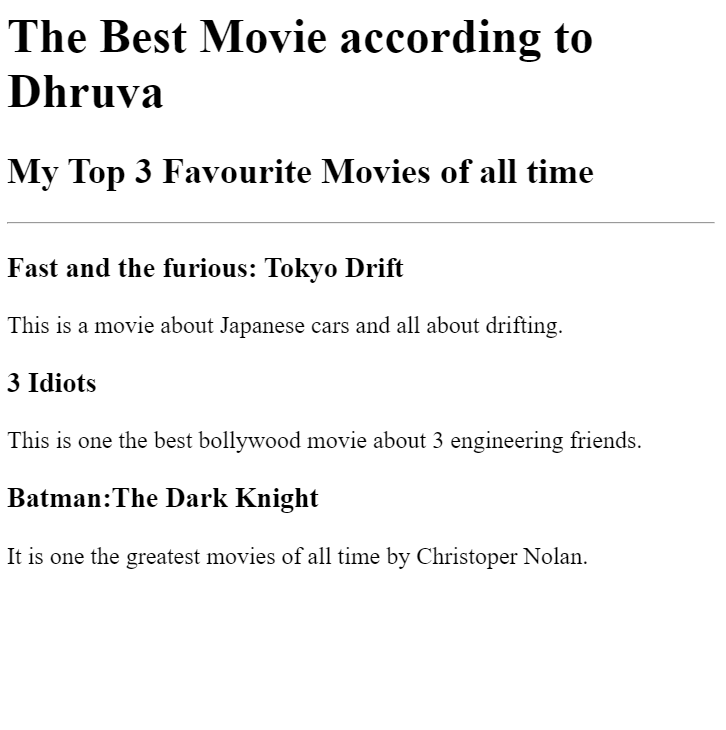 The Best Movie according to
Dhruva
My Top 3 Favourite Movies of all time
Fast and the furious: Tokyo Drift
This is a movie about Japanese cars and all about drifting.
3 Idiots
This is one the best bollywood movie about 3 engineering friends.
Batman:The Dark Knight
It is one the greatest movies of all time by Christoper Nolan.